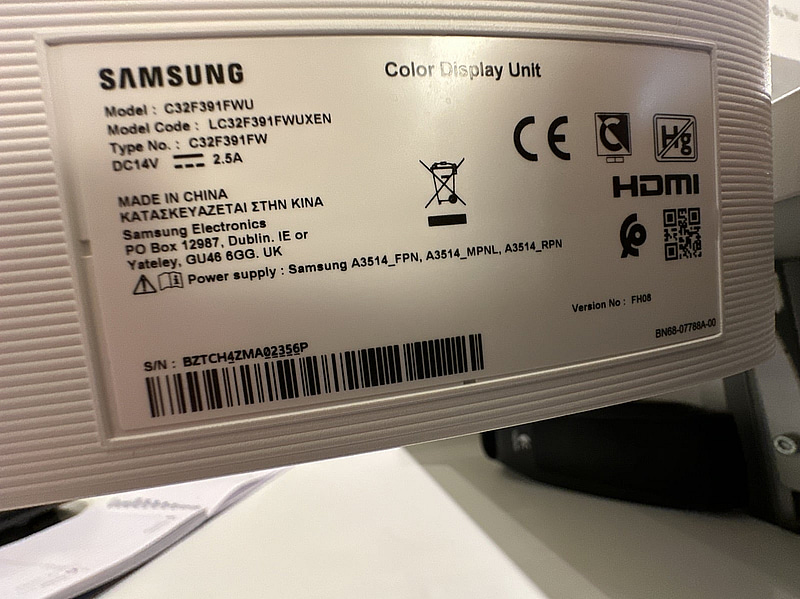 SAMSUNG
Color Display Unit
Model : C32F391FWU
Model Code : LC32F391FWUXEN
Type No. : C32F391FW
DC14V 2.5A
CE
Hg
HDMI
MADE IN CHINA
ΚΑΤΑΣΚΕΥΑΖΕΤΑΙ ΣΤΗΝ ΚΙΝΑ
Samsung Electronics
PO Box 12987, Dublin. IE or
Yateley, GU46 6GG. UK
Power supply : Samsung A3514_FPN, A3514_MPNL, A3514_RPN
Version No : FH08
BN68-07788A-00
S/N : BZTCH4ZMA02356P